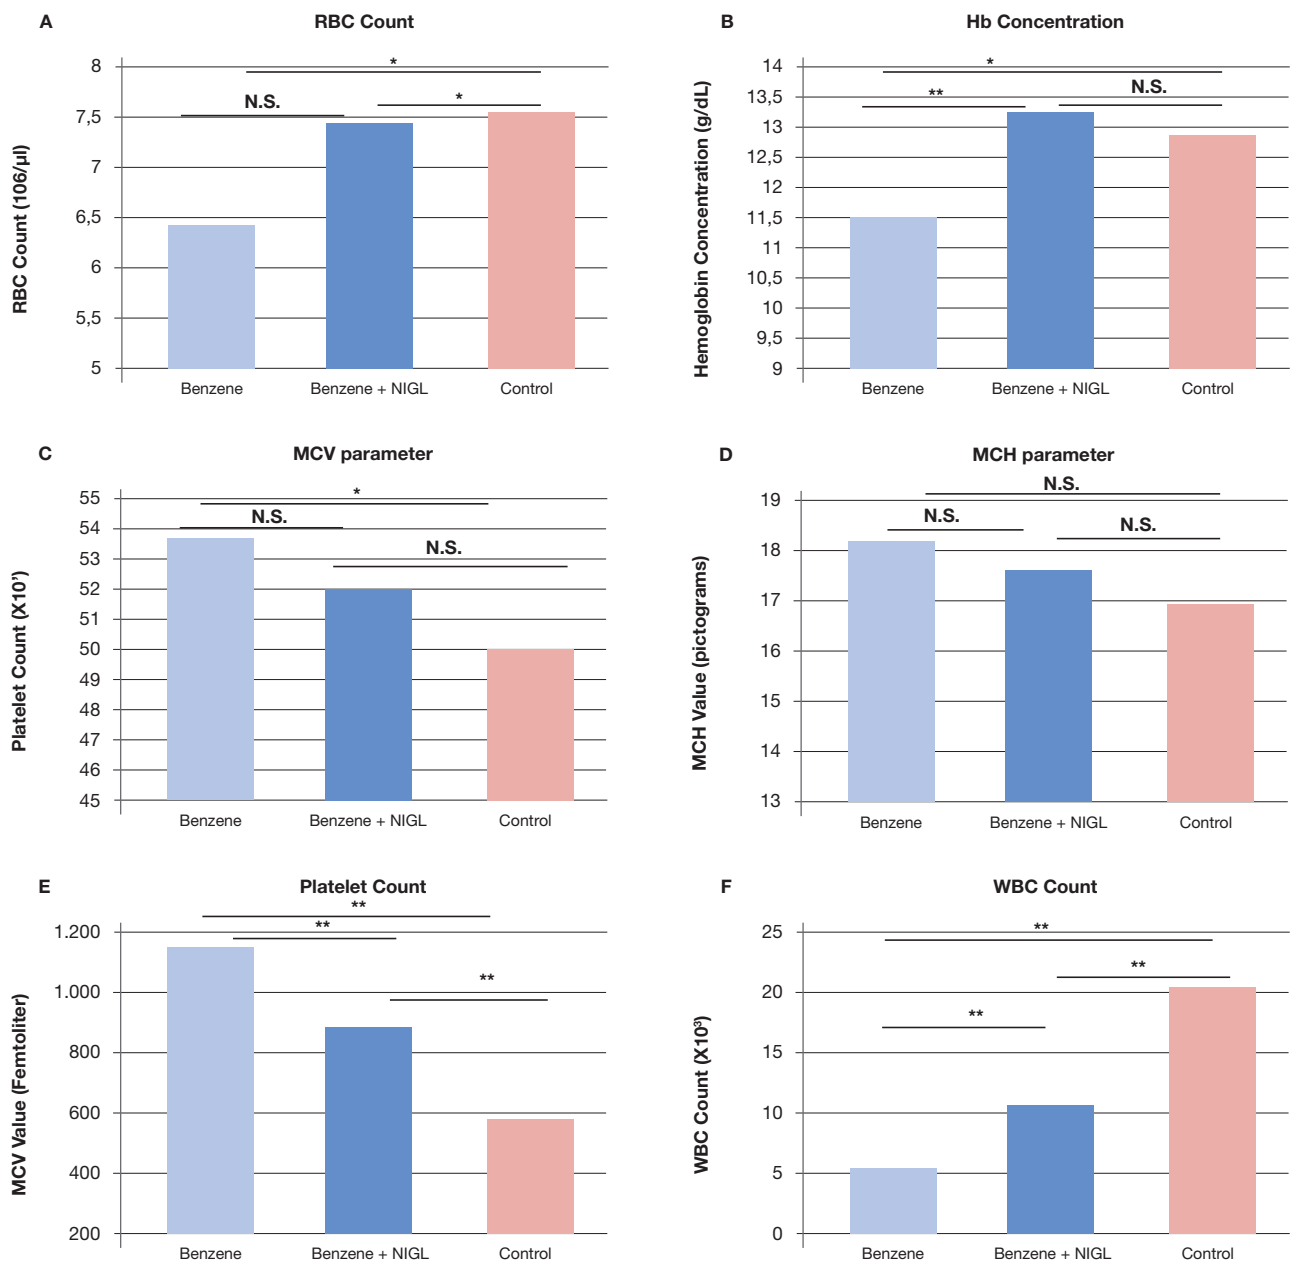 A
RBC Count
RBC Count (106/µl)
8
7,5
7
6,5
6
5,5
5
*
N.S.
*
Benzene
Benzene + NIGL
Control
B
Hb Concentration
Hemoglobin Concentration (g/dL)
14
13,5
13
12,5
12
11,5
11
10,5
10
9,5
9
*
**
N.S.
Benzene
Benzene + NIGL
Control
C
MCV parameter
Platelet Count (X10’)
55
54
53
52
51
50
49
48
47
46
45
*
N.S.
N.S.
Benzene
Benzene + NIGL
Control
D
MCH parameter
MCH Value (pictograms)
19
18
17
16
15
14
13
N.S.
N.S.
N.S.
Benzene
Benzene + NIGL
Control
E
Platelet Count
MCV Value (Femtoliter)
1.200
1.000
800
600
400
200
**
**
**
Benzene
Benzene + NIGL
Control
F
WBC Count
WBC Count (X10³)
25
20
15
10
5
0
**
**
**
Benzene
Benzene + NIGL
Control